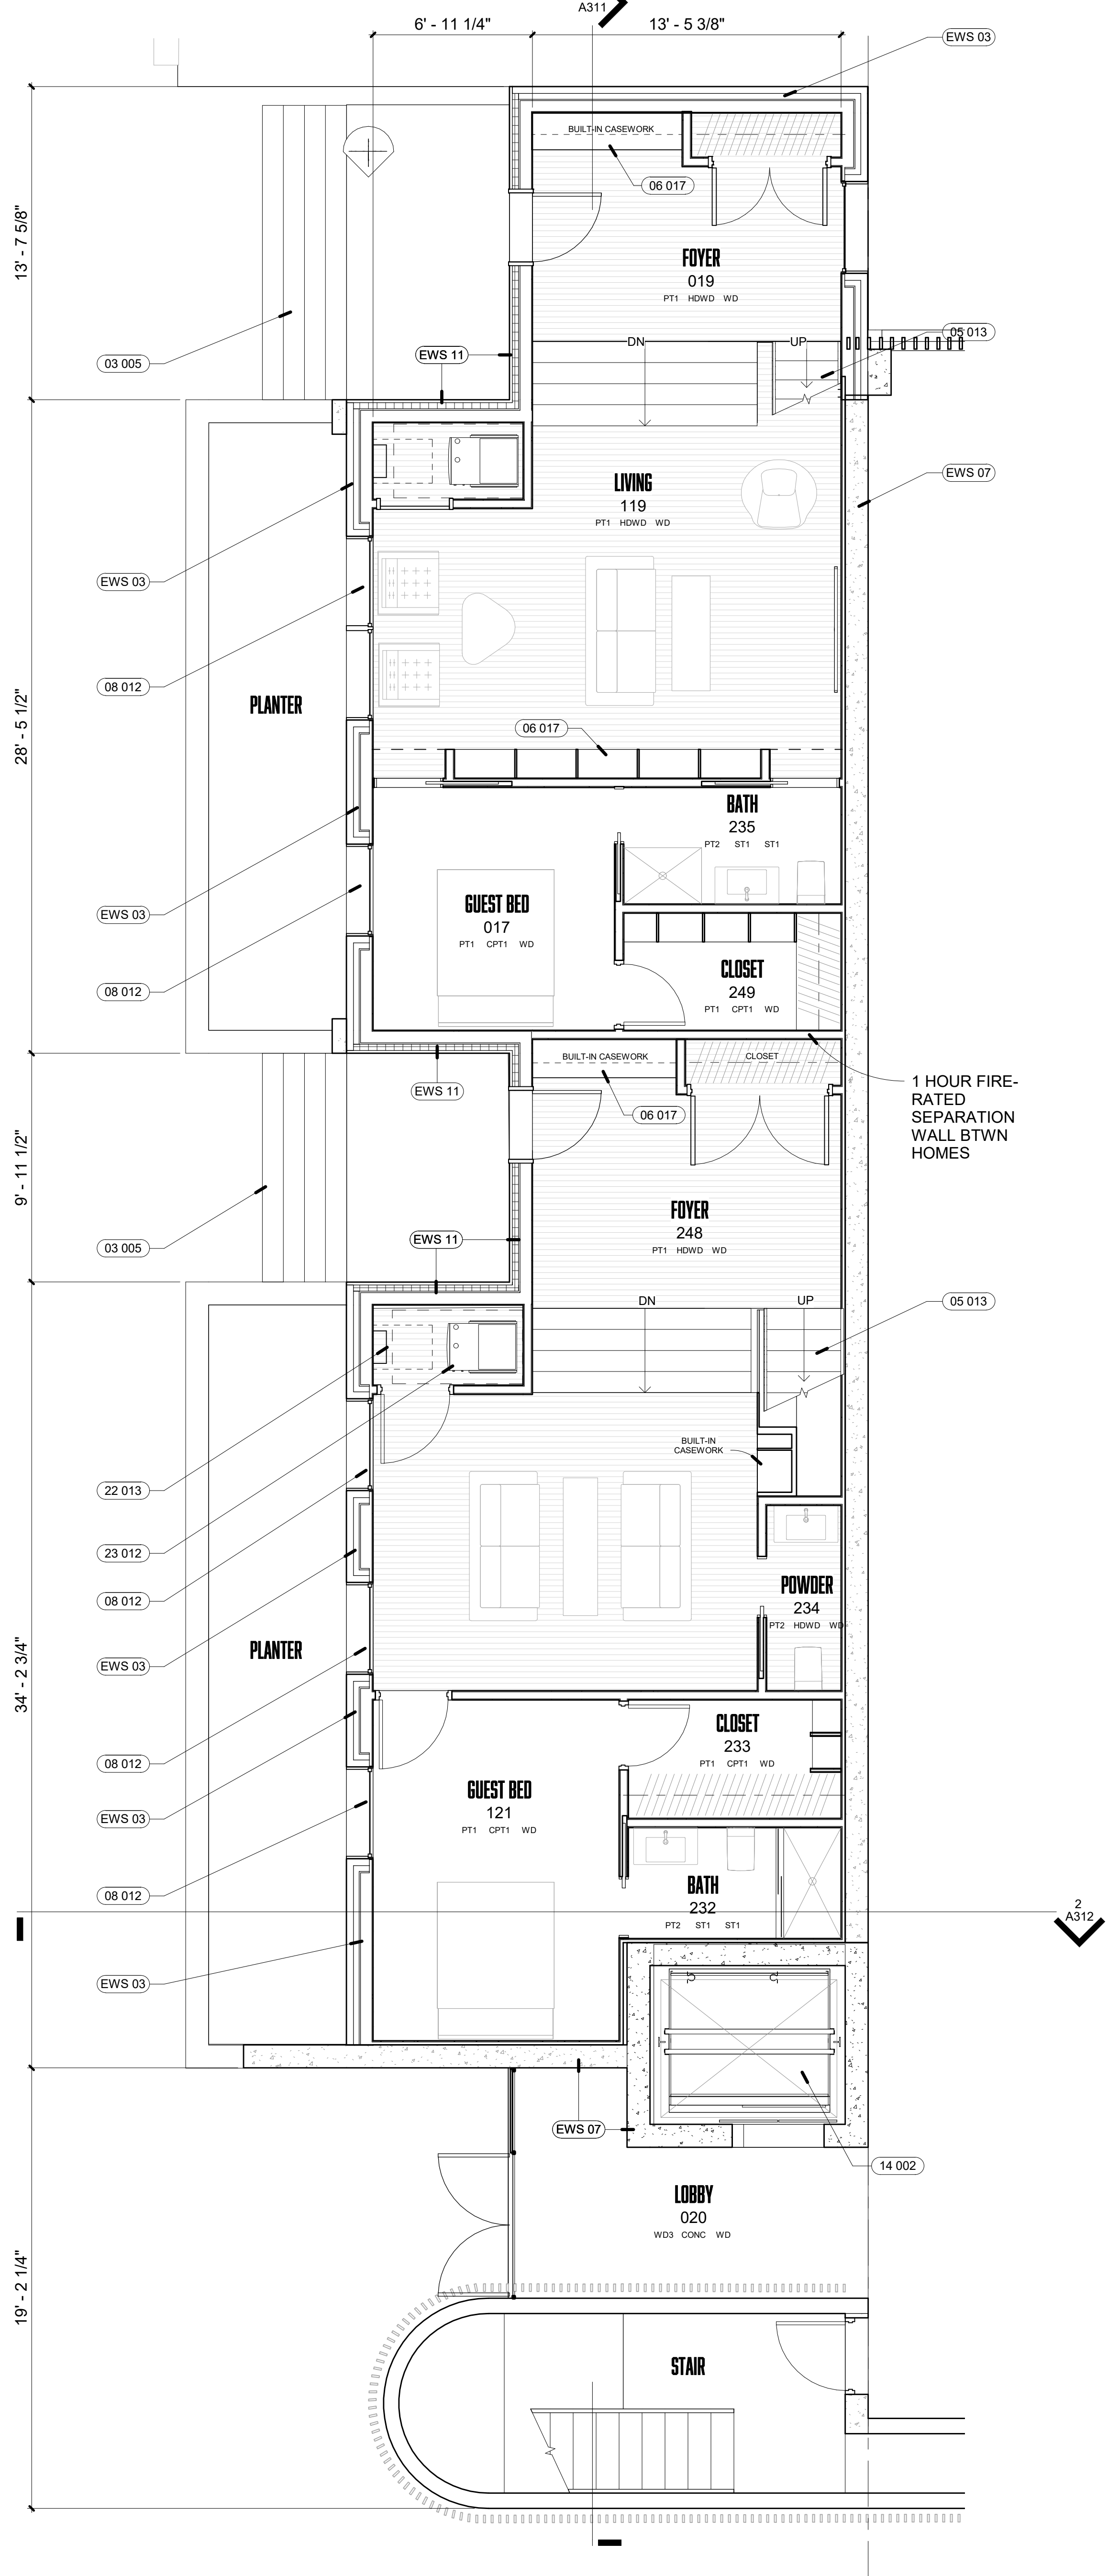 A311
6' - 11 1/4"
13' - 5 3/8"
EWS 03
BUILT-IN CASEWORK
06 017
13' - 7 5/8"
FOYER
019
PT1 HDWD WD
03 005
EWS 11
DN
UP
05 013
LIVING
119
PT1 HDWD WD
EWS 07
EWS 03
08 012
PLANTER
28' - 5 1/2"
06 017
BATH
235
PT2 ST1 ST1
EWS 03
GUEST BED
017
PT1 CPT1 WD
08 012
CLOSET
249
PT1 CPT1 WD
BUILT-IN CASEWORK
CLOSET
EWS 11
06 017
1 HOUR FIRE-
RATED
SEPARATION
WALL BTWN
HOMES
9' - 11 1/2"
FOYER
248
PT1 HDWD WD
03 005
EWS 11
DN
UP
05 013
BUILT-IN
CASEWORK
22 013
23 012
08 012
POWDER
234
PT2 HDWD WD
EWS 03
PLANTER
34' - 2 3/4"
CLOSET
233
PT1 CPT1 WD
08 012
GUEST BED
121
PT1 CPT1 WD
EWS 03
08 012
BATH
232
PT2 ST1 ST1
2
A312
EWS 03
EWS 07
14 002
LOBBY
020
WD3 CONC WD
19' - 2 1/4"
STAIR